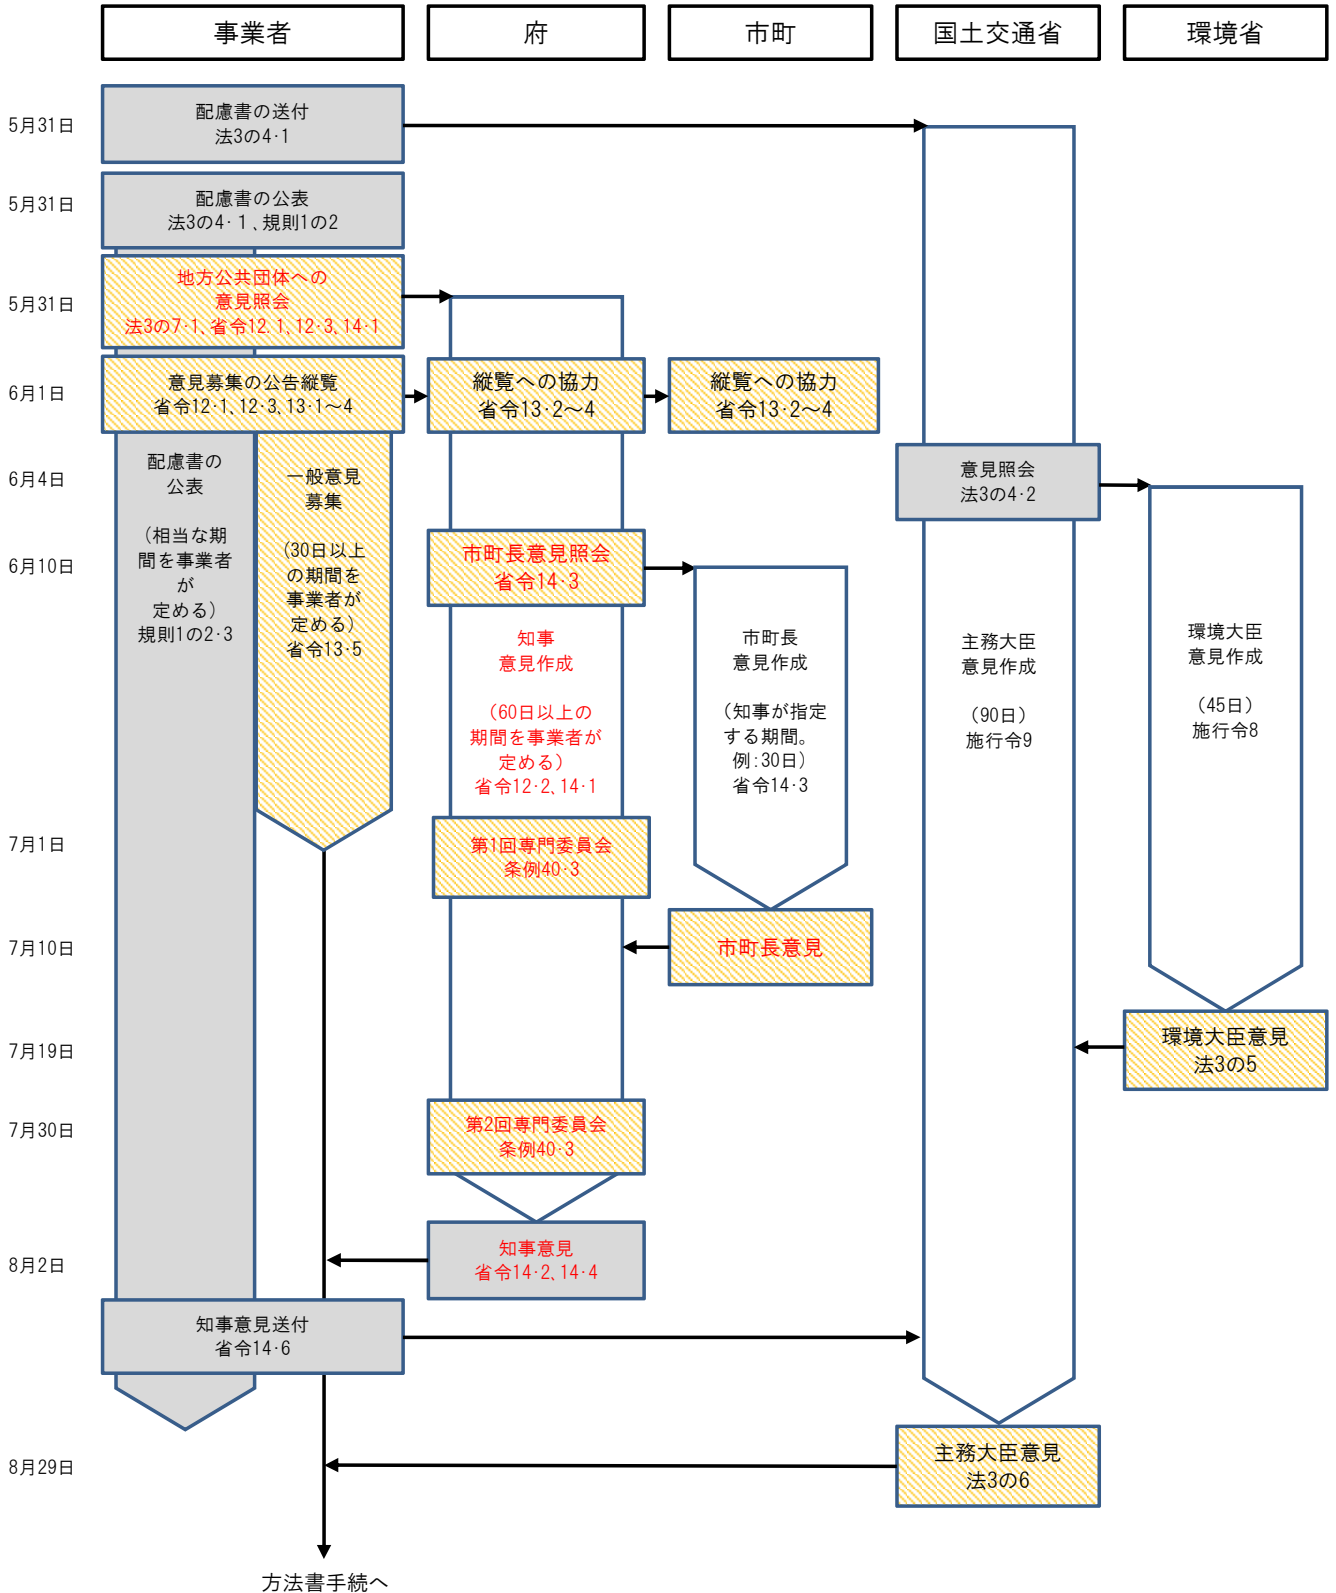 事業者
府
市町
国土交通省
環境省
5月31日
配慮書の送付
法3の4・1
5月31日
配慮書の公表
法3の4・1、規則1の2
5月31日
地方公共団体への
意見照会
法3の7・1、省令12.1、12・3、14・1
6月1日
意見募集の公告縦覧
省令12・1、12・3、13・1～4
縦覧への協力
省令13・2～4
縦覧への協力
省令13・2～4
6月4日
意見照会
法3の4・2
配慮書の
公表
（相当な期
間を事業者
が
定める）
規則1の2・3
一般意見
募集
（30日以上
の期間を
事業者が
定める）
省令13・5
6月10日
市町長意見照会
省令14・3
知事
意見作成
（60日以上の
期間を事業者が
定める）
省令12・2、14・1
市町長
意見作成
（知事が指定
する期間。
例：30日）
省令14・3
主務大臣
意見作成
（90日）
施行令9
環境大臣
意見作成
（45日）
施行令8
7月1日
第1回専門委員会
条例40・3
7月10日
市町長意見
7月19日
環境大臣意見
法3の5
7月30日
第2回専門委員会
条例40・3
8月2日
知事意見
省令14・2、14・4
知事意見送付
省令14・6
8月29日
主務大臣意見
法3の6
方法書手続へ